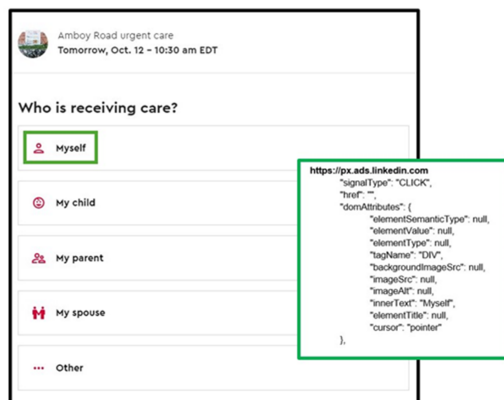 Amboy Road urgent care
Tomorrow, Oct. 12 – 10:30 am EDT
Who is receiving care?
Myself
My child
My parent
My spouse
Other
https://px.ads.linkedin.com
"signalType": "CLICK",
"href": "",
"domAttributes": {
"elementSemanticType": null,
"elementValue": null,
"elementType": null,
"tagName": "DIV",
"backgroundImageSrc": null,
"imageSrc": null,
"imageAlt": null,
"innerText": "Myself",
"elementTitle": null,
"cursor": "pointer"
},